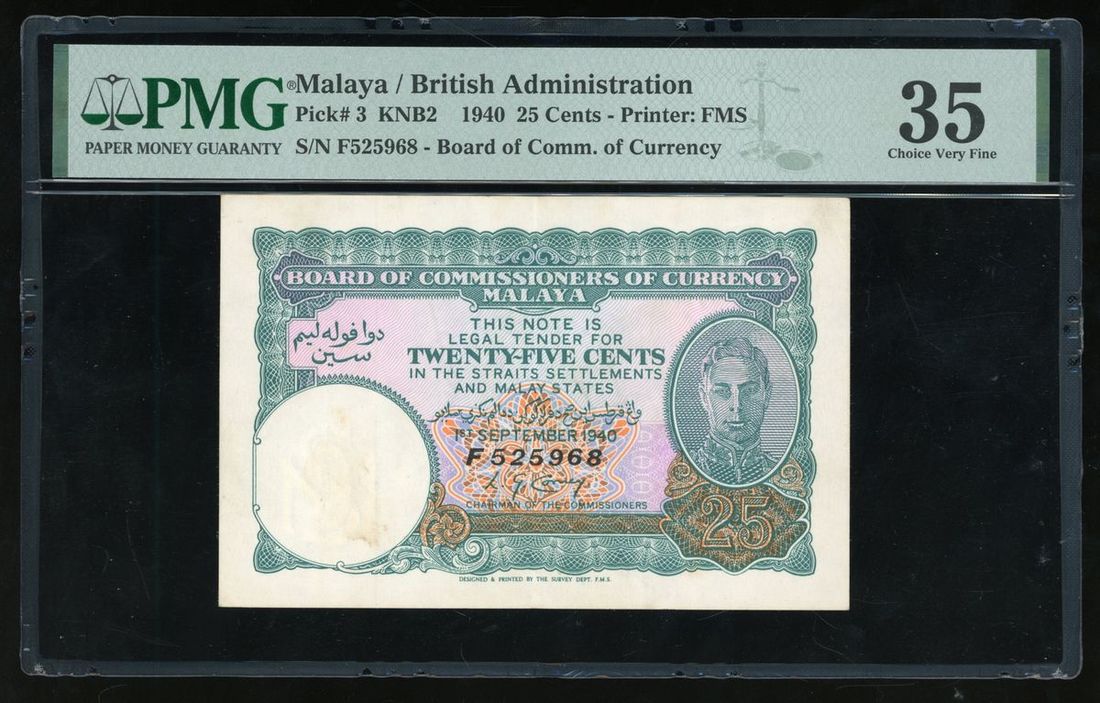 PMG®
PAPER MONEY GUARANTY
Malaya / British Administration
Pick# 3 KNB2 1940 25 Cents - Printer: FMS
S/N F525968 - Board of Comm. of Currency
35
Choice Very Fine
BOARD OF COMMISSIONERS OF CURRENCY
MALAYA
دوا ڤوله ليم
سين
THIS NOTE IS
LEGAL TENDER FOR
TWENTY-FIVE CENTS
IN THE STRAITS SETTLEMENTS
AND MALAY STATES
1ST SEPTEMBER 1940
F525968
CHAIRMAN OF THE COMMISSIONERS
25
DESIGNED & PRINTED BY THE SURVEY DEPT. F.M.S.